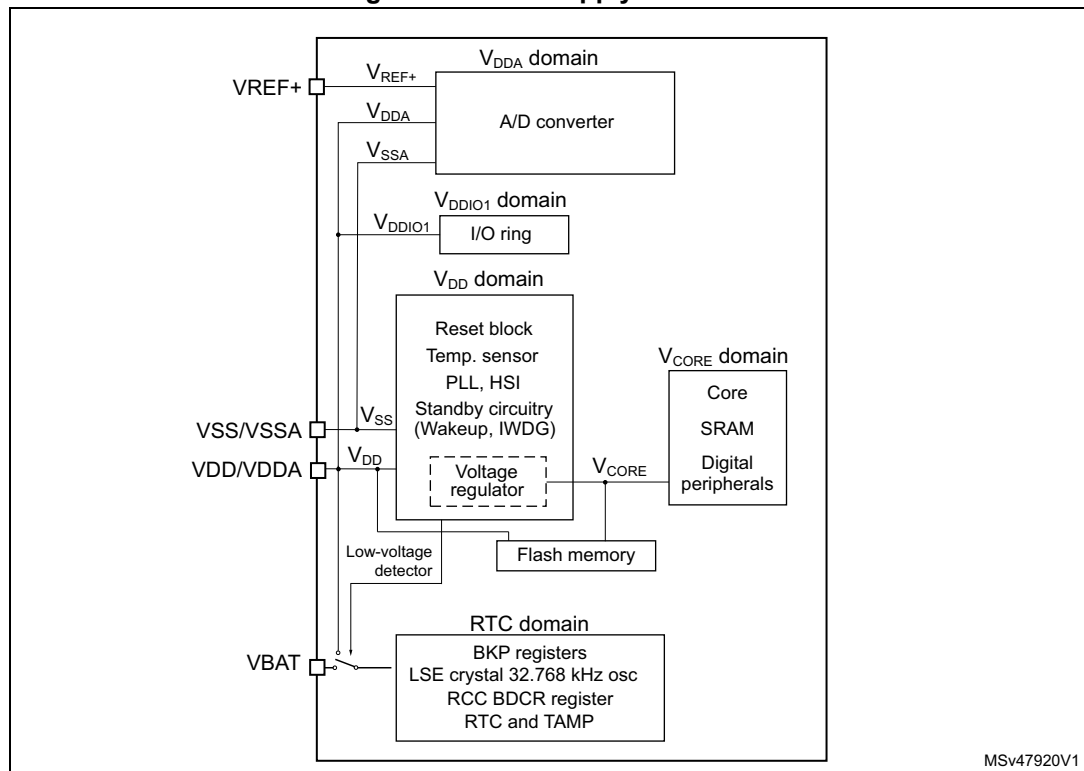 VDDA domain
VREF+
VREF+
VDDA
A/D converter
VSSA
VDDIO1 domain
VDDIO1
I/O ring
VDD domain
Reset block
Temp. sensor
PLL, HSI
Standby circuitry
(Wakeup, IWDG)
Voltage
regulator
VCORE domain
Core
SRAM
Digital
peripherals
VSS/VSSA
VSS
VDD/VDDA
VDD
VCORE
Flash memory
Low-voltage
detector
RTC domain
VBAT
BKP registers
LSE crystal 32.768 kHz osc
RCC BDCR register
RTC and TAMP
MSv47920V1